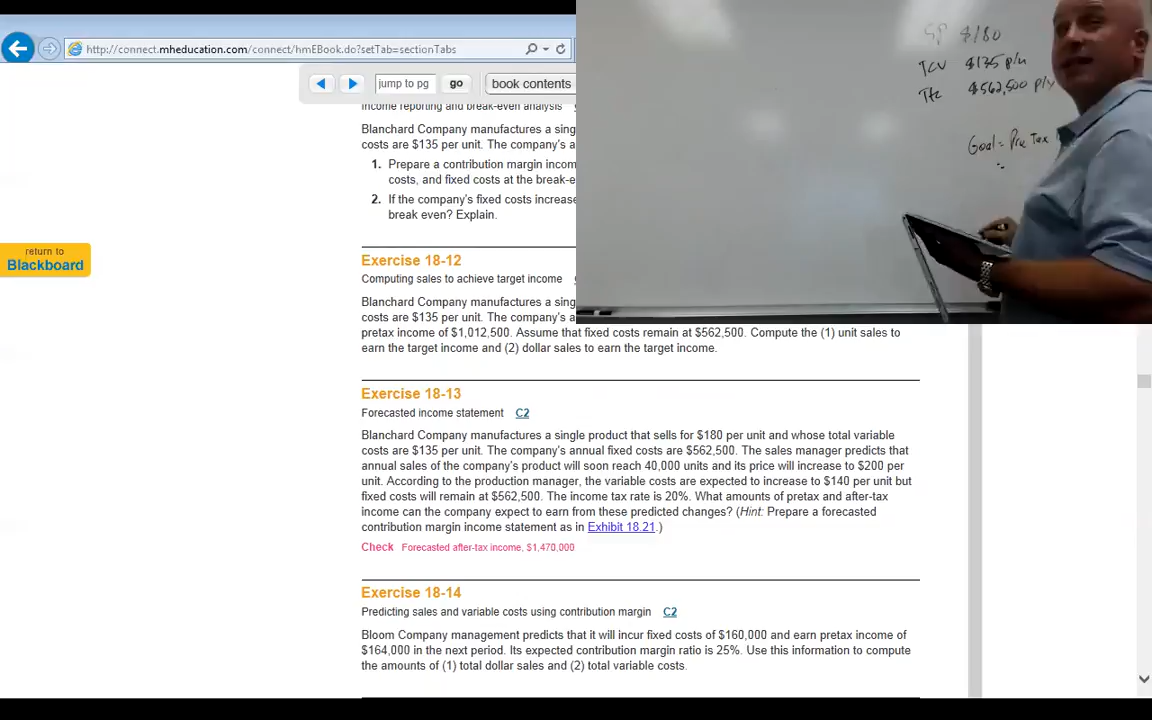 http://connect.mheducation.com/connect/hmEBook.do?setTab=sectionTabs
jump to pg
go
book contents
SP $180
TCV $135 p/u
TFC $562,500 p/y
Goal = Pre Tax
Income reporting and break-even analysis
Blanchard Company manufactures a sing
costs are $135 per unit. The company's a
1. Prepare a contribution margin incom
costs, and fixed costs at the break-e
2. If the company's fixed costs increase
break even? Explain.
return to
Blackboard
Exercise 18-12
Computing sales to achieve target income
Blanchard Company manufactures a sing
costs are $135 per unit. The company's a
pretax income of $1,012,500. Assume that fixed costs remain at $562,500. Compute the (1) unit sales to
earn the target income and (2) dollar sales to earn the target income.
Exercise 18-13
Forecasted income statement C2
Blanchard Company manufactures a single product that sells for $180 per unit and whose total variable
costs are $135 per unit. The company's annual fixed costs are $562,500. The sales manager predicts that
annual sales of the company's product will soon reach 40,000 units and its price will increase to $200 per
unit. According to the production manager, the variable costs are expected to increase to $140 per unit but
fixed costs will remain at $562,500. The income tax rate is 20%. What amounts of pretax and after-tax
income can the company expect to earn from these predicted changes? (Hint: Prepare a forecasted
contribution margin income statement as in Exhibit 18.21.)
Check Forecasted after-tax income, $1,470,000
Exercise 18-14
Predicting sales and variable costs using contribution margin C2
Bloom Company management predicts that it will incur fixed costs of $160,000 and earn pretax income of
$164,000 in the next period. Its expected contribution margin ratio is 25%. Use this information to compute
the amounts of (1) total dollar sales and (2) total variable costs.